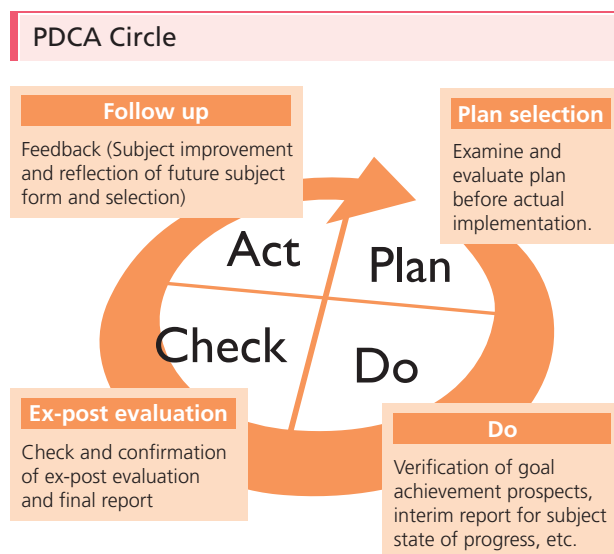 PDCA Circle
Follow up
Feedback (Subject improvement
and reflection of future subject
form and selection)
Plan selection
Examine and
evaluate plan
before actual
implementation.
Act
Plan
Check
Do
Ex-post evaluation
Check and confirmation
of ex-post evaluation
and final report
Do
Verification of goal
achievement prospects,
interim report for subject
state of progress, etc.